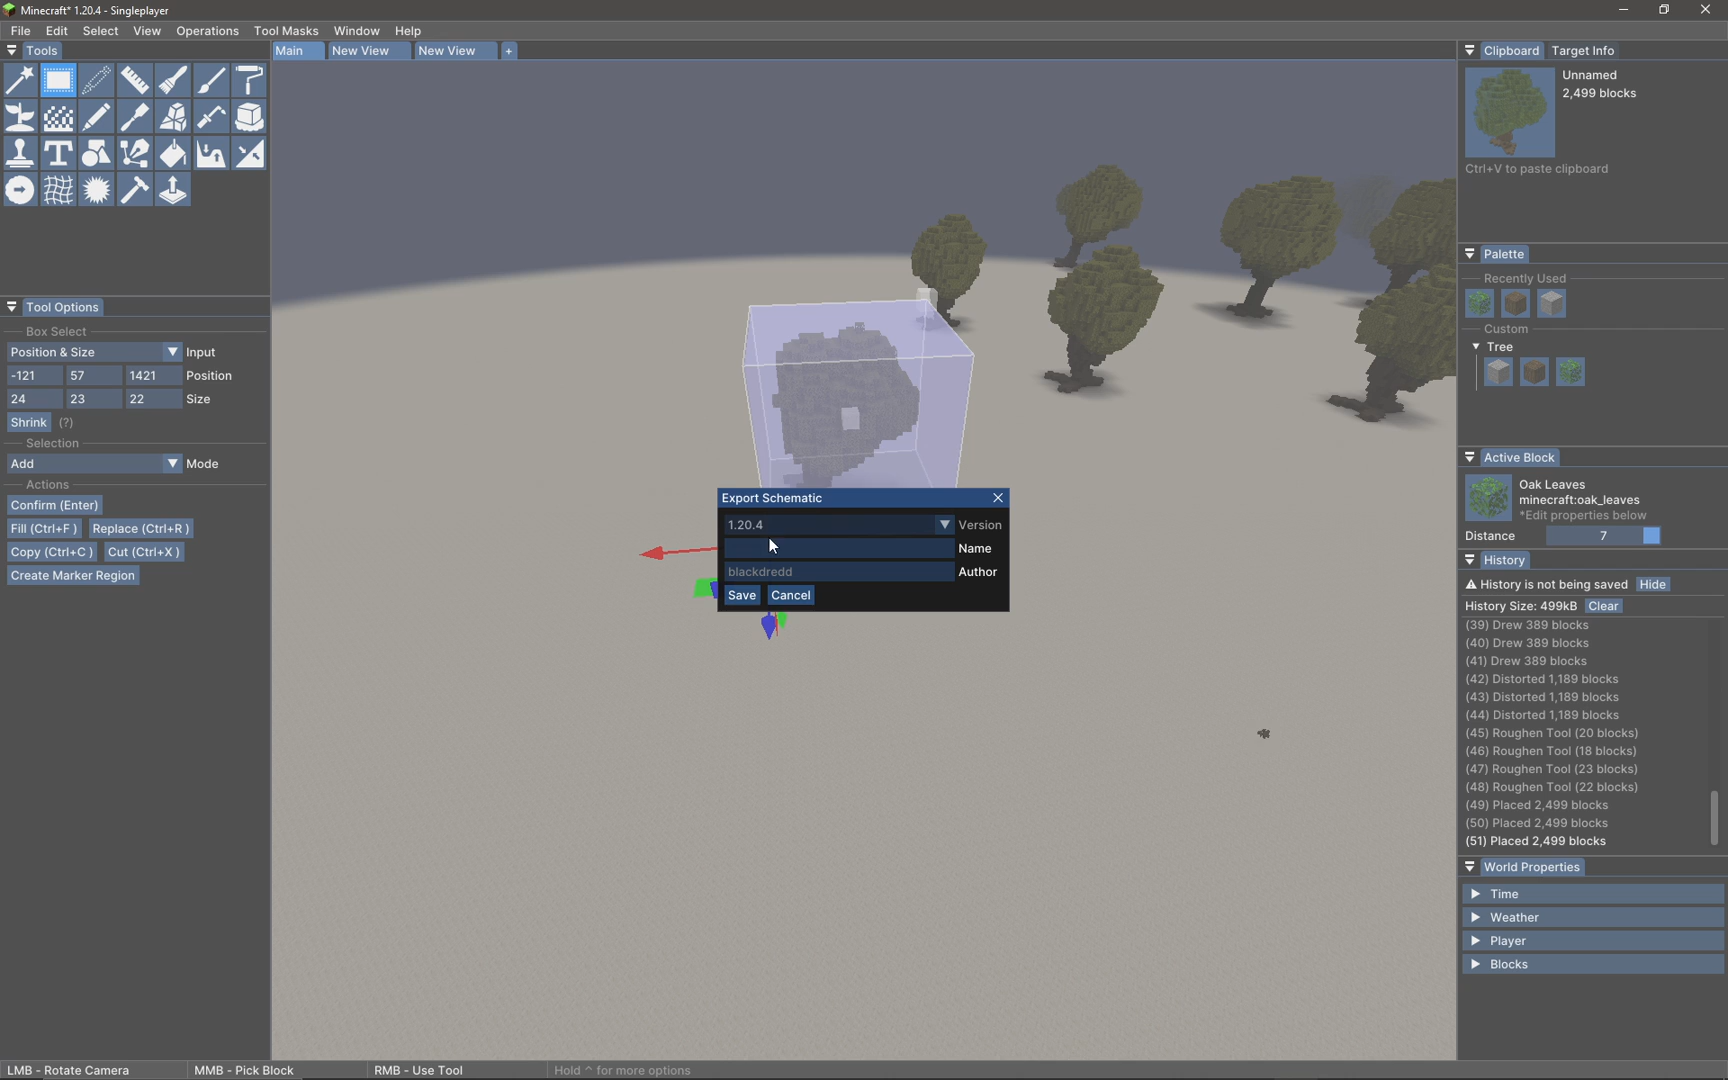 Minecraft* 1.20.4 - Singleplayer
File Edit Select View Operations Tool Masks Window Help
Tools
Main New View New View +
Clipboard Target Info
Unnamed
2,499 blocks
Ctrl+V to paste clipboard
Palette
Recently Used
Custom
Tree
Tool Options
Box Select
Position & Size Input
-121 57 1421 Position
24 23 22 Size
Shrink (?)
Selection
Add Mode
Actions
Confirm (Enter)
Fill (Ctrl+F ) Replace (Ctrl+R )
Copy (Ctrl+C ) Cut (Ctrl+X )
Create Marker Region
Export Schematic
1.20.4 Version
Name
blackdredd Author
Save Cancel
Active Block
Oak Leaves
minecraft:oak_leaves
*Edit properties below
Distance 7
History
History is not being saved Hide
History Size: 499kB Clear
(39) Drew 389 blocks
(40) Drew 389 blocks
(41) Drew 389 blocks
(42) Distorted 1,189 blocks
(43) Distorted 1,189 blocks
(44) Distorted 1,189 blocks
(45) Roughen Tool (20 blocks)
(46) Roughen Tool (18 blocks)
(47) Roughen Tool (23 blocks)
(48) Roughen Tool (22 blocks)
(49) Placed 2,499 blocks
(50) Placed 2,499 blocks
(51) Placed 2,499 blocks
World Properties
Time
Weather
Player
Blocks
LMB - Rotate Camera MMB - Pick Block RMB - Use Tool Hold ^ for more options